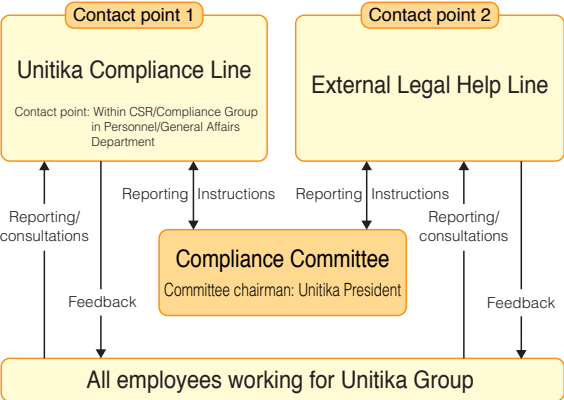 Contact point 1
Unitika Compliance Line
Contact point: Within CSR/Compliance Group
in Personnel/General Affairs
Department
Contact point 2
External Legal Help Line
Reporting Instructions
Reporting Instructions
Reporting/
consultations
Reporting/
consultations
Compliance Committee
Committee chairman: Unitika President
Feedback
Feedback
All employees working for Unitika Group